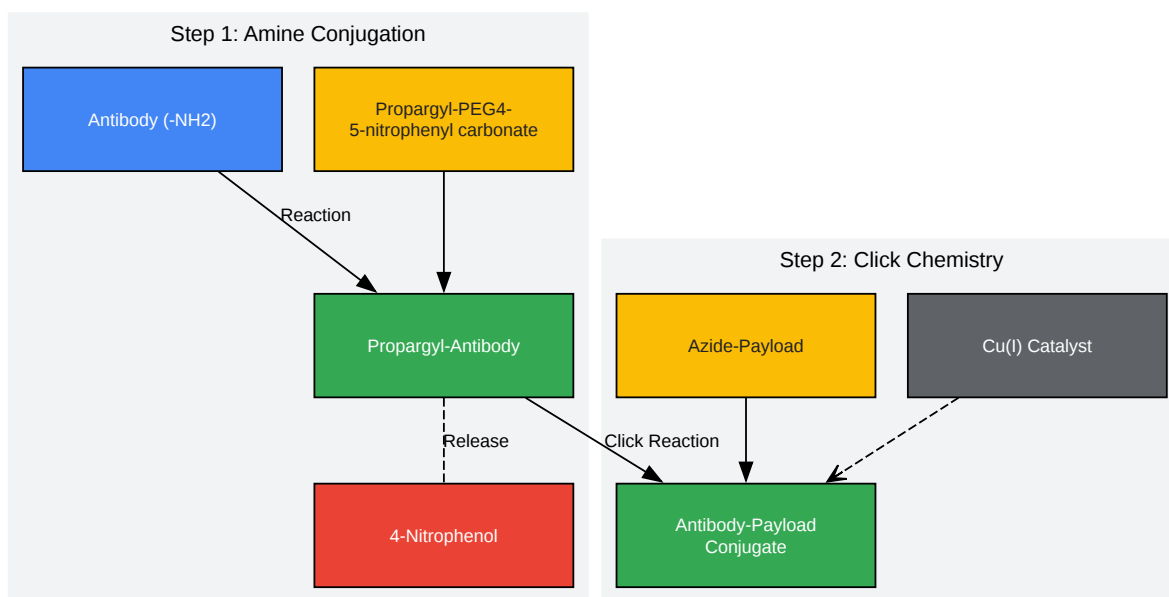 Step 1: Amine Conjugation
Antibody (-NH2)
Propargyl-PEG4-
5-nitrophenyl carbonate
Reaction
Step 2: Click Chemistry
Propargyl-Antibody
Azide-Payload
Cu(I) Catalyst
Release
Click Reaction
4-Nitrophenol
Antibody-Payload
Conjugate